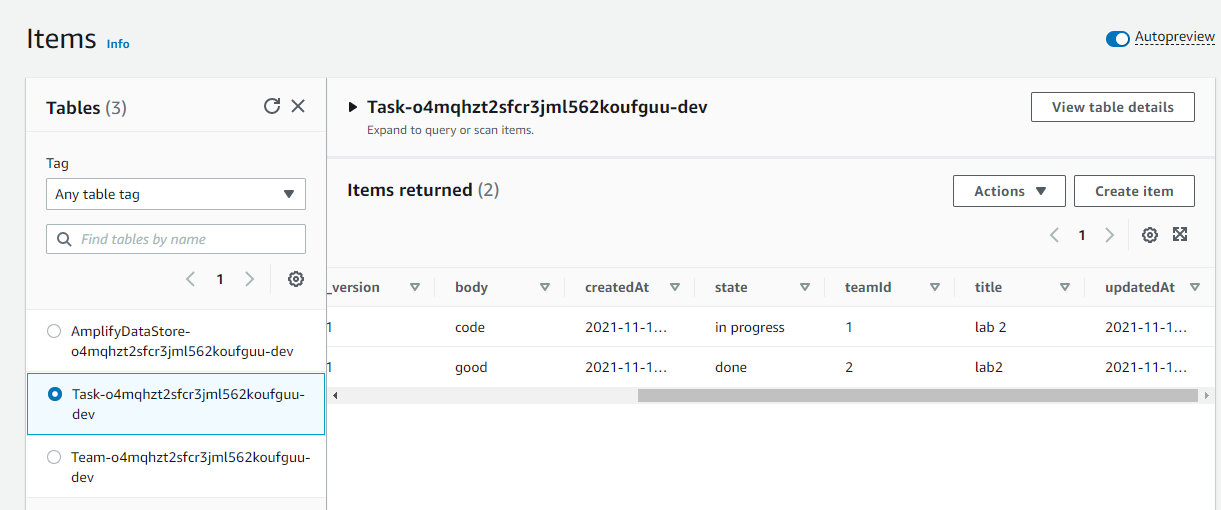 Items Info
Autopreview
Tables (3)
Tag
Any table tag
Find tables by name
1
AmplifyDataStore-
o4mqhzt2sfcr3jml562koufguu-dev
Task-o4mqhzt2sfcr3jml562koufguu-
dev
Team-o4mqhzt2sfcr3jml562koufguu-
dev
Task-o4mqhzt2sfcr3jml562koufguu-dev
View table details
Expand to query or scan items.
Items returned (2)
Actions
Create item
1
_version body createdAt state teamId title updatedAt
1 code 2021-11-1... in progress 1 lab 2 2021-11-1...
1 good 2021-11-1... done 2 lab2 2021-11-1...